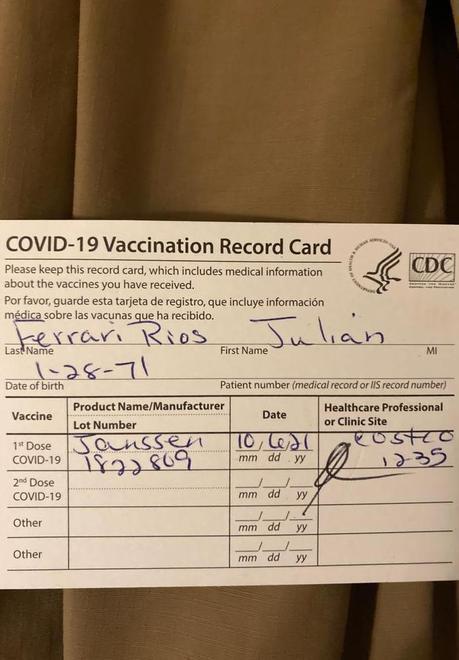 COVID-19 Vaccination Record Card
CDC
Please keep this record card, which includes medical information
about the vaccines you have received.
Por favor, guarde esta tarjeta de registro, que incluye información
médica sobre las vacunas que ha recibido.
Ferrari Rios Julian
Last Name First Name MI
1-28-71
Date of birth Patient number (medical record or IIS record number)
Vaccine Product Name/Manufacturer Date Healthcare Professional
Lot Number or Clinic Site
1st Dose Janssen 10/6/21 Costco
COVID-19 1822809 mm dd yy 1235
2nd Dose / /
COVID-19 mm dd yy
Other / /
mm dd yy
Other / /
mm dd yy